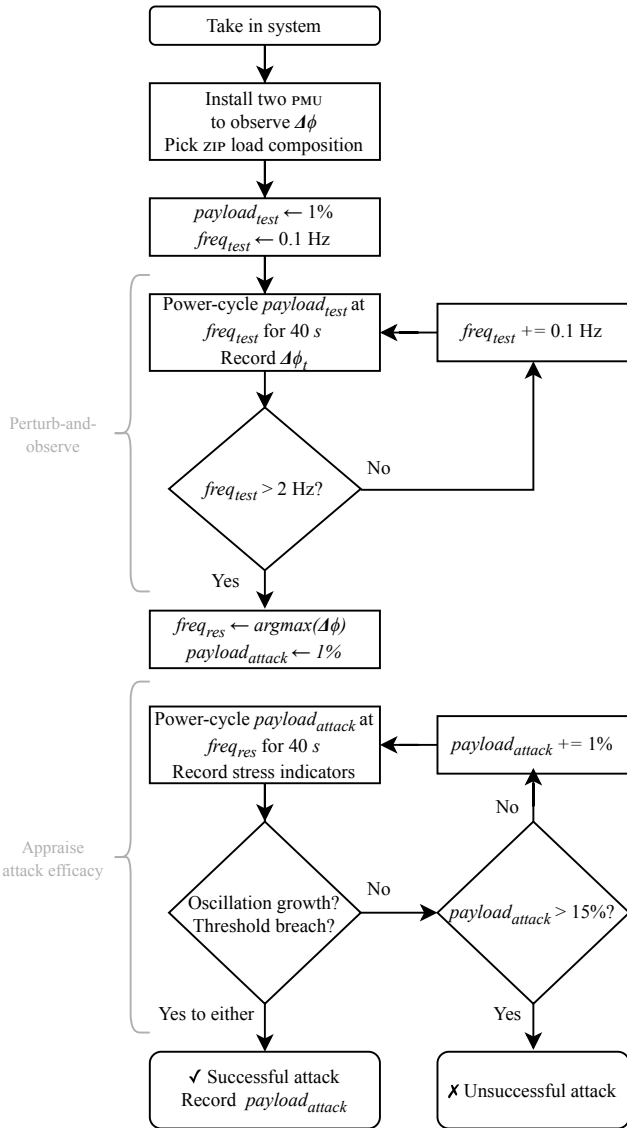 Take in system
Install two PMU
to observe Δϕ
Pick ZIP load composition
payload_test ← 1%
freq_test ← 0.1 Hz
Power-cycle payload_test at
freq_test for 40 s
Record Δϕ_t
freq_test += 0.1 Hz
Perturb-and-
observe
freq_test > 2 Hz?
No
Yes
freq_res ← argmax(Δϕ)
payload_attack ← 1%
Power-cycle payload_attack at
freq_res for 40 s
Record stress indicators
payload_attack += 1%
No
Appraise
attack efficacy
Oscillation growth?
Threshold breach?
No
payload_attack > 15%?
Yes to either
Yes
✓ Successful attack
Record payload_attack
✗ Unsuccessful attack